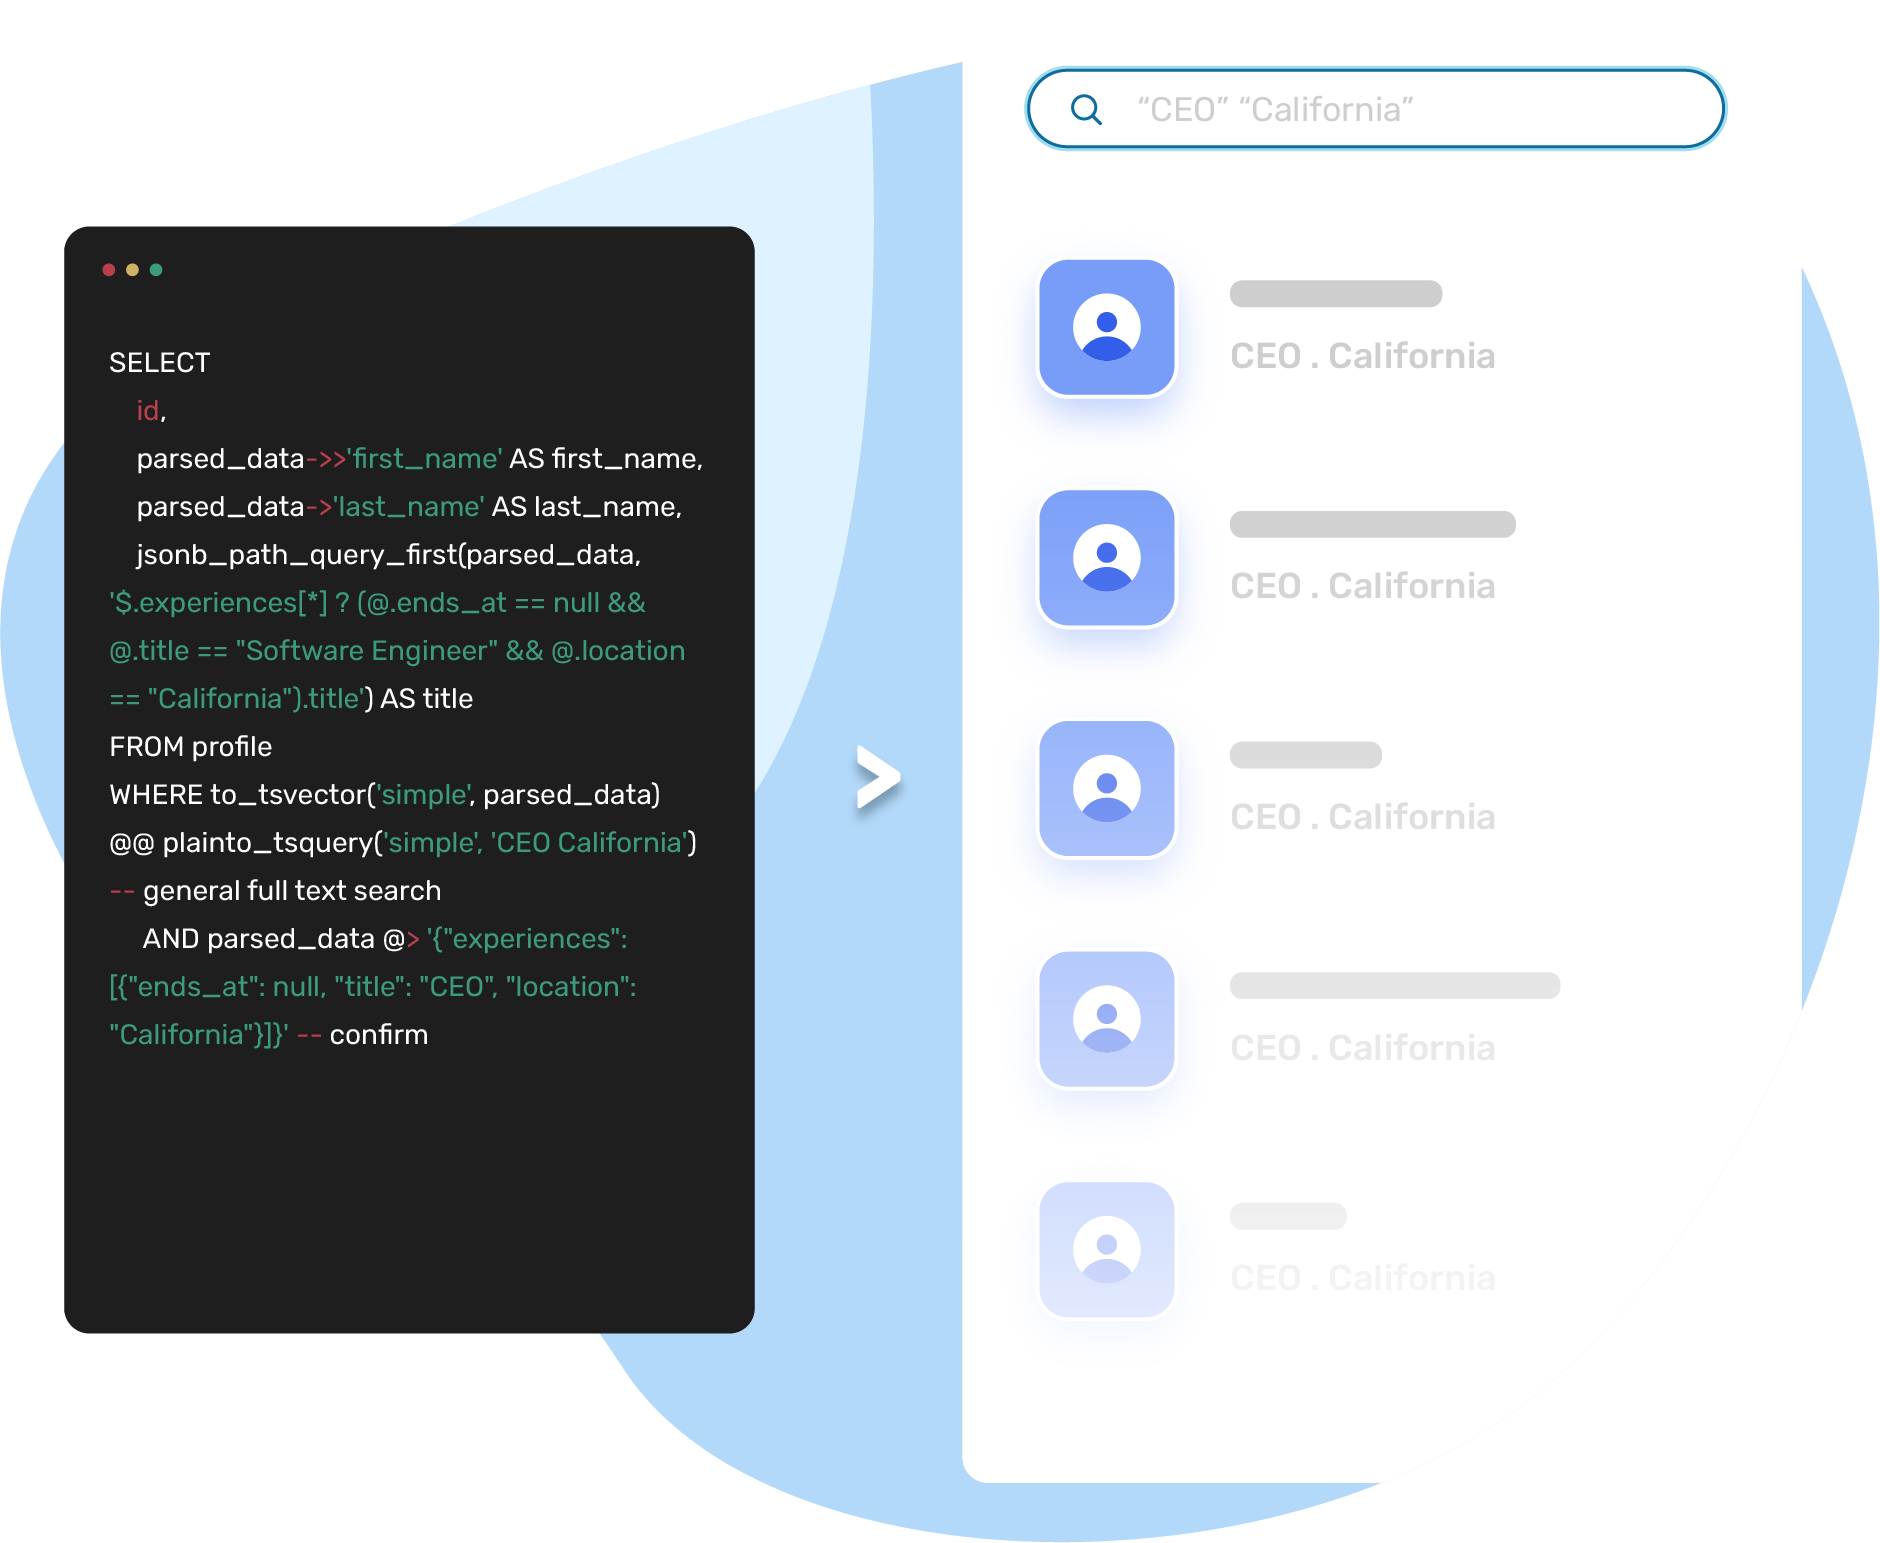 SELECT
id,
parsed_data->>'first_name' AS first_name,
parsed_data->'last_name' AS last_name,
jsonb_path_query_first(parsed_data,
'$.experiences[*] ? (@.ends_at == null &&
@.title == "Software Engineer" && @.location
== "California").title') AS title
FROM profile
WHERE to_tsvector('simple', parsed_data)
@@ plainto_tsquery('simple', 'CEO California')
-- general full text search
AND parsed_data @> '{"experiences":
[{"ends_at": null, "title": "CEO", "location":
"California"}]}' -- confirm
>
“CEO” “California”
CEO . California
CEO . California
CEO . California
CEO . California
CEO . California